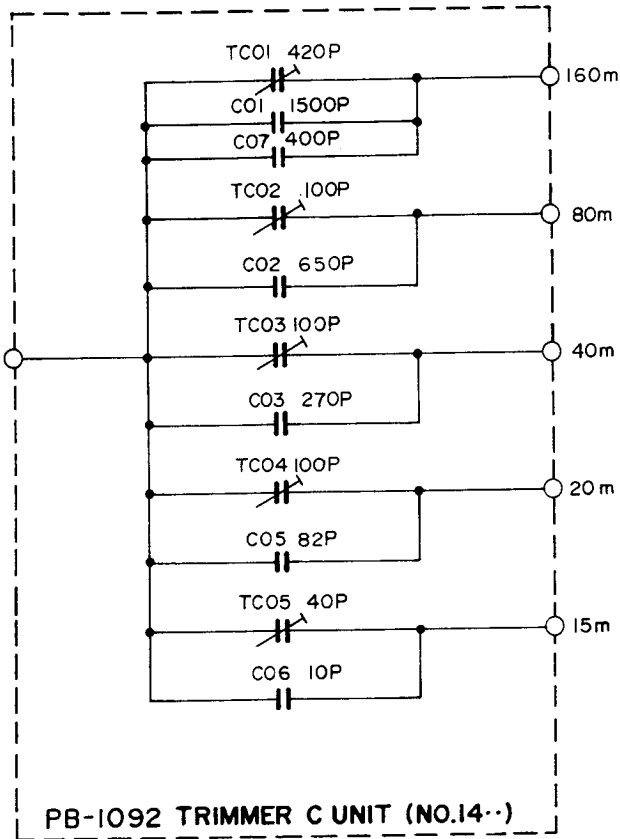 TC01 420P
160m
C01 1500P
C07 400P
TC02 100P
80m
C02 650P
TC03 100P
40m
C03 270P
TC04 100P
20m
C05 82P
TC05 40P
15m
C06 10P
PB-1092 TRIMMER C UNIT (NO.14··)